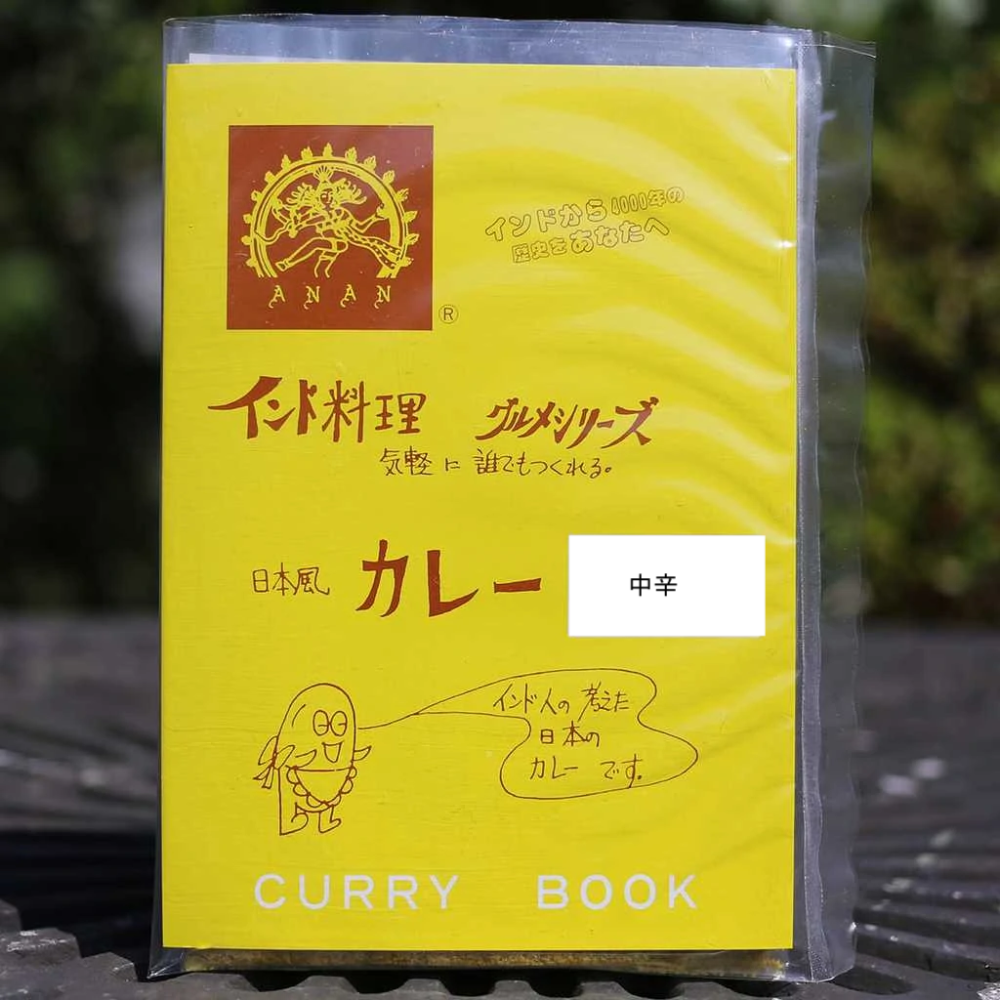 ANAN
®
インドから4000年の
歴史をあなたへ
インド料理 グルメシリーズ
気軽に誰でもつくれる。
日本風 カレー 中辛
インド人の考えた
日本の
カレーです。
CURRY BOOK